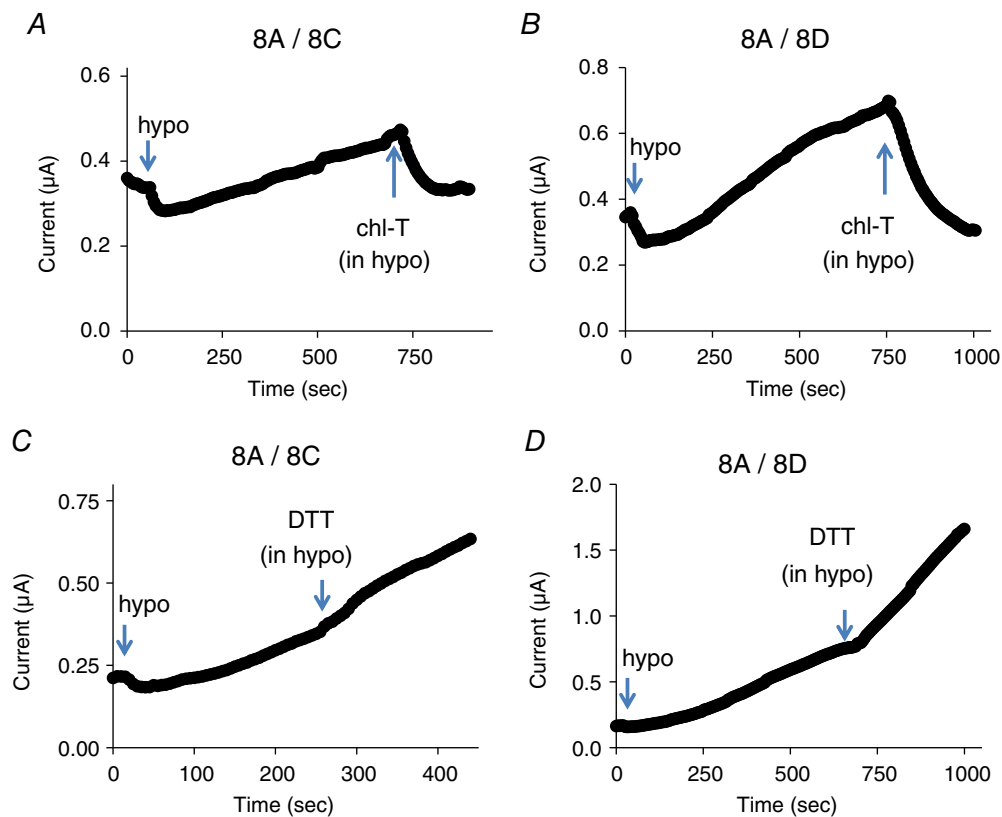 A
8A / 8C
0.6
0.4
0.2
0.0
Current (µA)
hypo
chl-T
(in hypo)
0
250
500
750
Time (sec)
B
8A / 8D
0.8
0.6
0.4
0.2
0.0
Current (µA)
hypo
chl-T
(in hypo)
0
250
500
750
1000
Time (sec)
C
8A / 8C
0.75
0.50
0.25
0.00
Current (µA)
hypo
DTT
(in hypo)
0
100
200
300
400
Time (sec)
D
8A / 8D
2.0
1.5
1.0
0.5
0.0
Current (µA)
hypo
DTT
(in hypo)
0
250
500
750
1000
Time (sec)